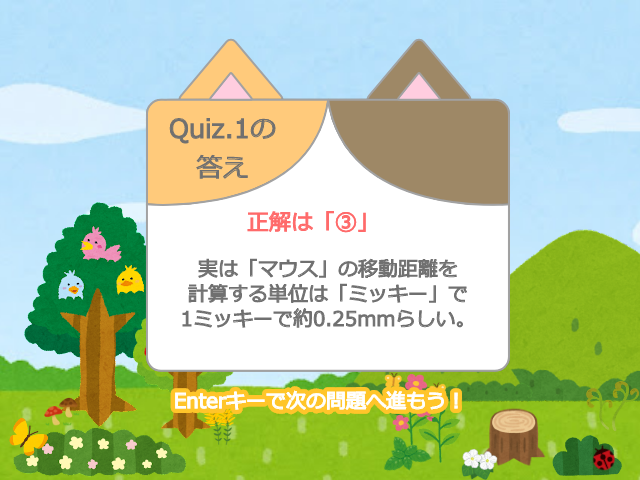 Quiz.1の
答え
正解は「③」
実は「マウス」の移動距離を
計算する単位は「ミッキー」で
1ミッキーで約0.25mmらしい。
Enterキーで次の問題へ進もう！